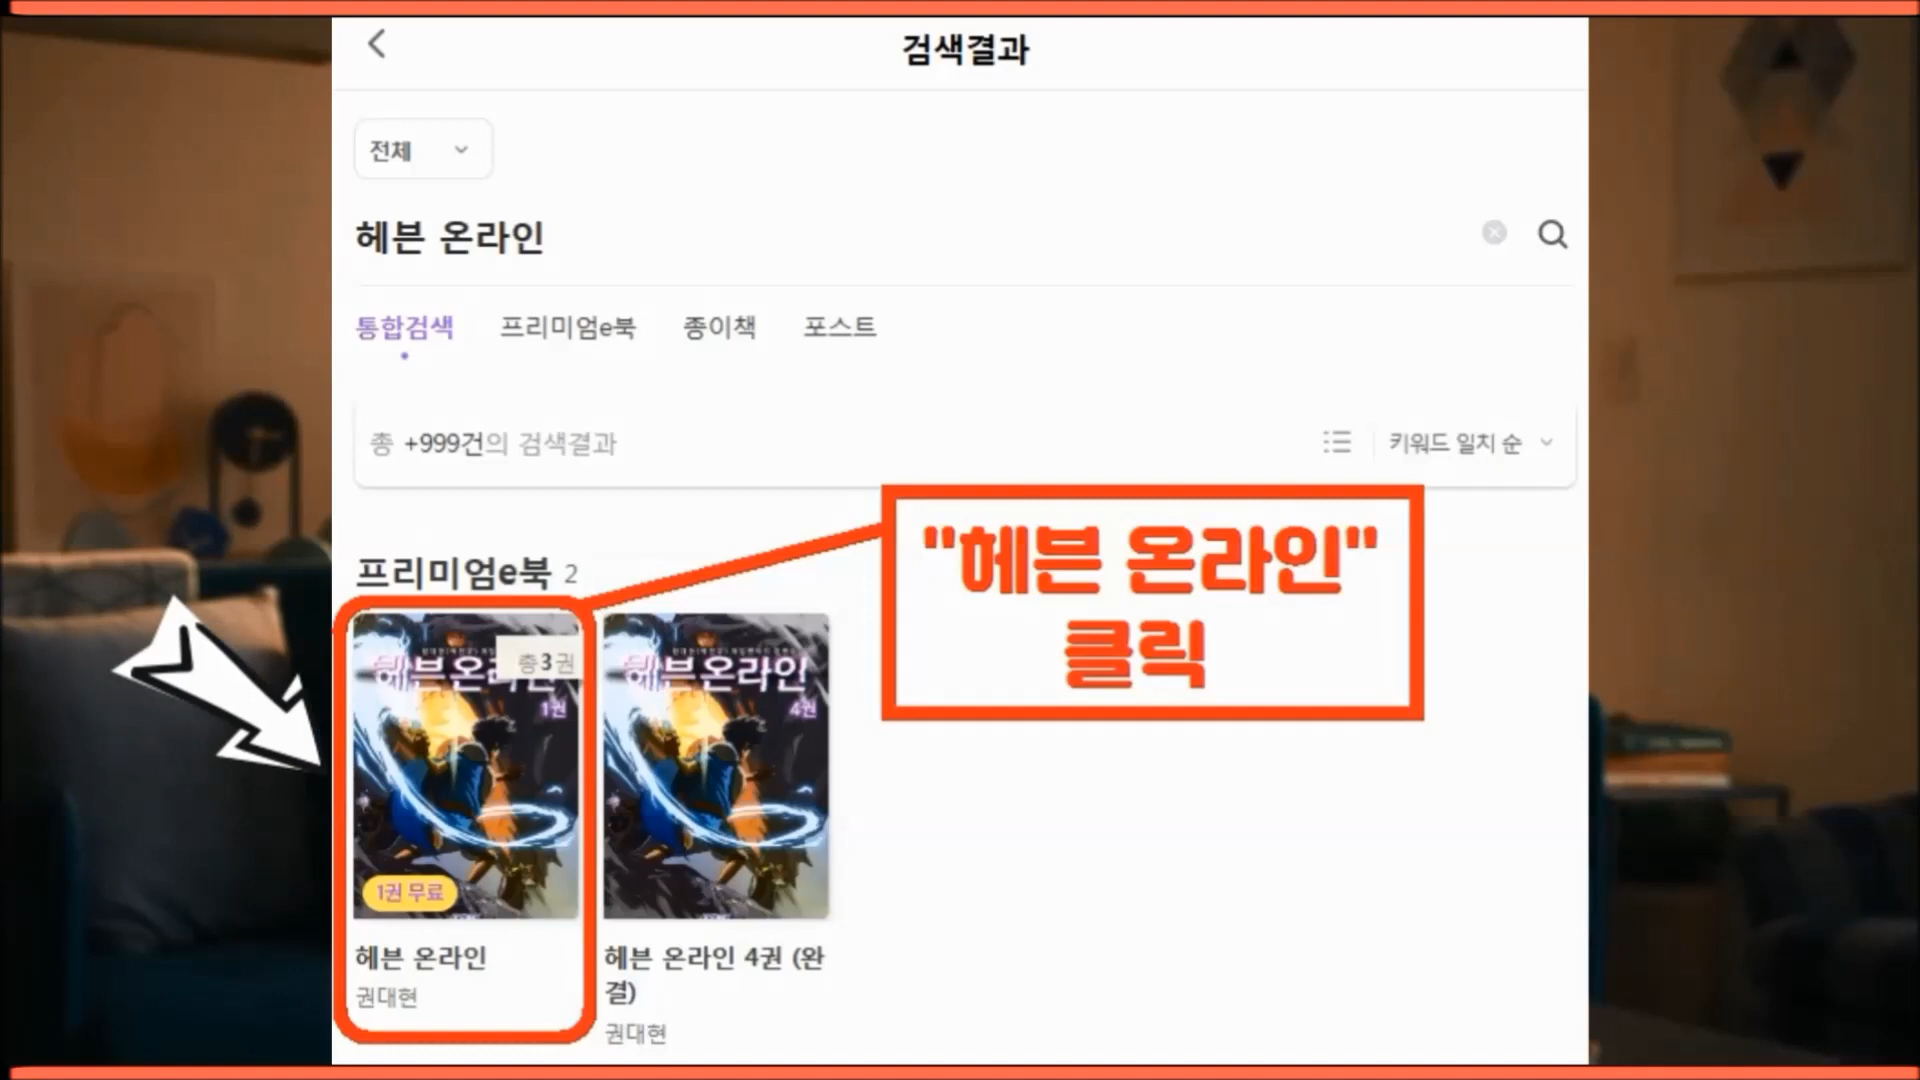 검색결과
전체
헤븐 온라인
통합검색 프리미엄e북 종이책 포스트
총 +999건의 검색결과
키워드 일치 순
"헤븐 온라인"
클릭
프리미엄e북 2
총3권
헤븐온라인
1권
1권 무료
헤븐온라인
4권
헤븐 온라인
권대현
헤븐 온라인 4권 (완
결)
권대현